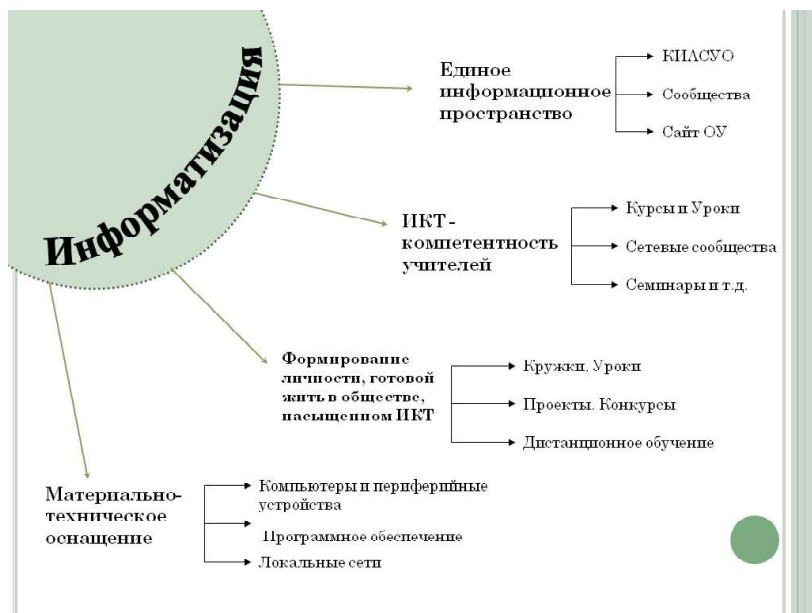 Информатизация
Единое
информационное
пространство
КИАСУО
Сообщества
Сайт ОУ
ИКТ -
компетентность
учителей
Курсы и Уроки
Сетевые сообщества
Семинары и т.д.
Формирование
личности, готовой
жить в обществе,
насыщенном ИКТ
Кружки, Уроки
Проекты. Конкурсы
Дистанционное обучение
Материально-
техническое
оснащение
Компьютеры и периферийные
устройства
Программное обеспечение
Локальные сети